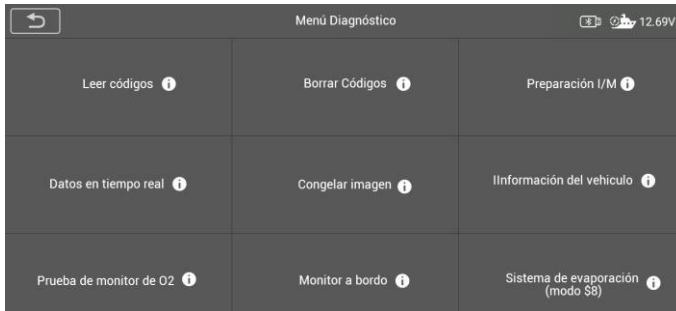 Menú Diagnóstico
12.69V
Leer códigos
Borrar Códigos
Preparación I/M
Datos en tiempo real
Congelar imagen
IInformación del vehiculo
Prueba de monitor de O2
Monitor a bordo
Sistema de evaporación
(modo $8)